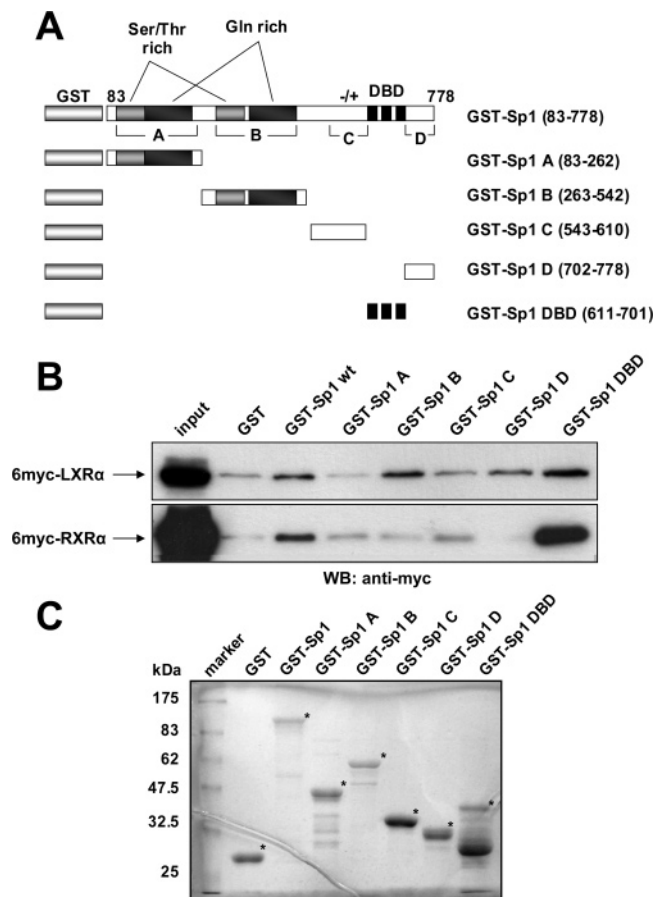 A
Ser/Thr rich
Gln rich
GST 83 -/+ DBD 778
GST-Sp1 (83-778)
A B C D
GST-Sp1 A (83-262)
GST-Sp1 B (263-542)
GST-Sp1 C (543-610)
GST-Sp1 D (702-778)
GST-Sp1 DBD (611-701)
B
input GST GST-Sp1 wt GST-Sp1 A GST-Sp1 B GST-Sp1 C GST-Sp1 D GST-Sp1 DBD
6myc-LXRα
6myc-RXRα
WB: anti-myc
C
marker GST GST-Sp1 GST-Sp1 A GST-Sp1 B GST-Sp1 C GST-Sp1 D GST-Sp1 DBD
kDa
175
83
62
47.5
32.5
25
* * * * * * *